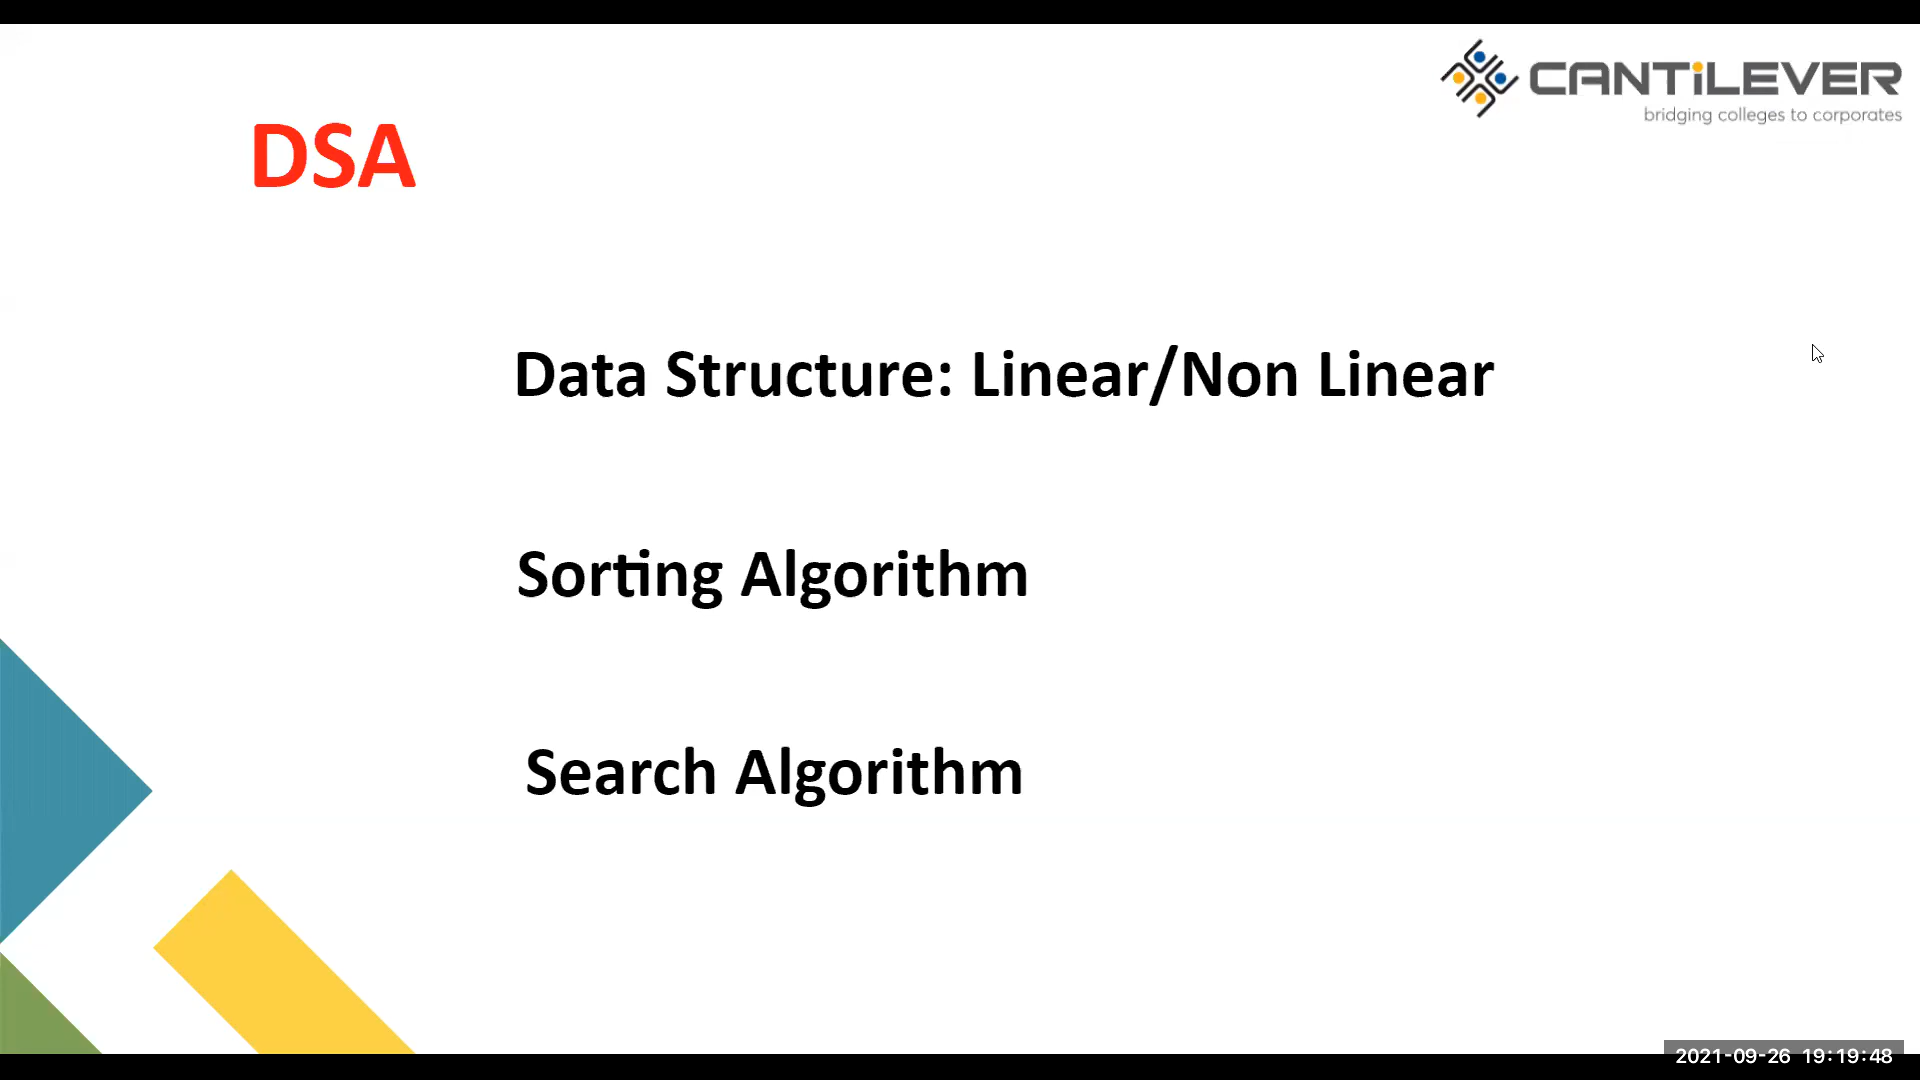 CANTiLEVER
bridging colleges to corporates
DSA
Data Structure: Linear/Non Linear
Sorting Algorithm
Search Algorithm
2021-09-26 19:19:48